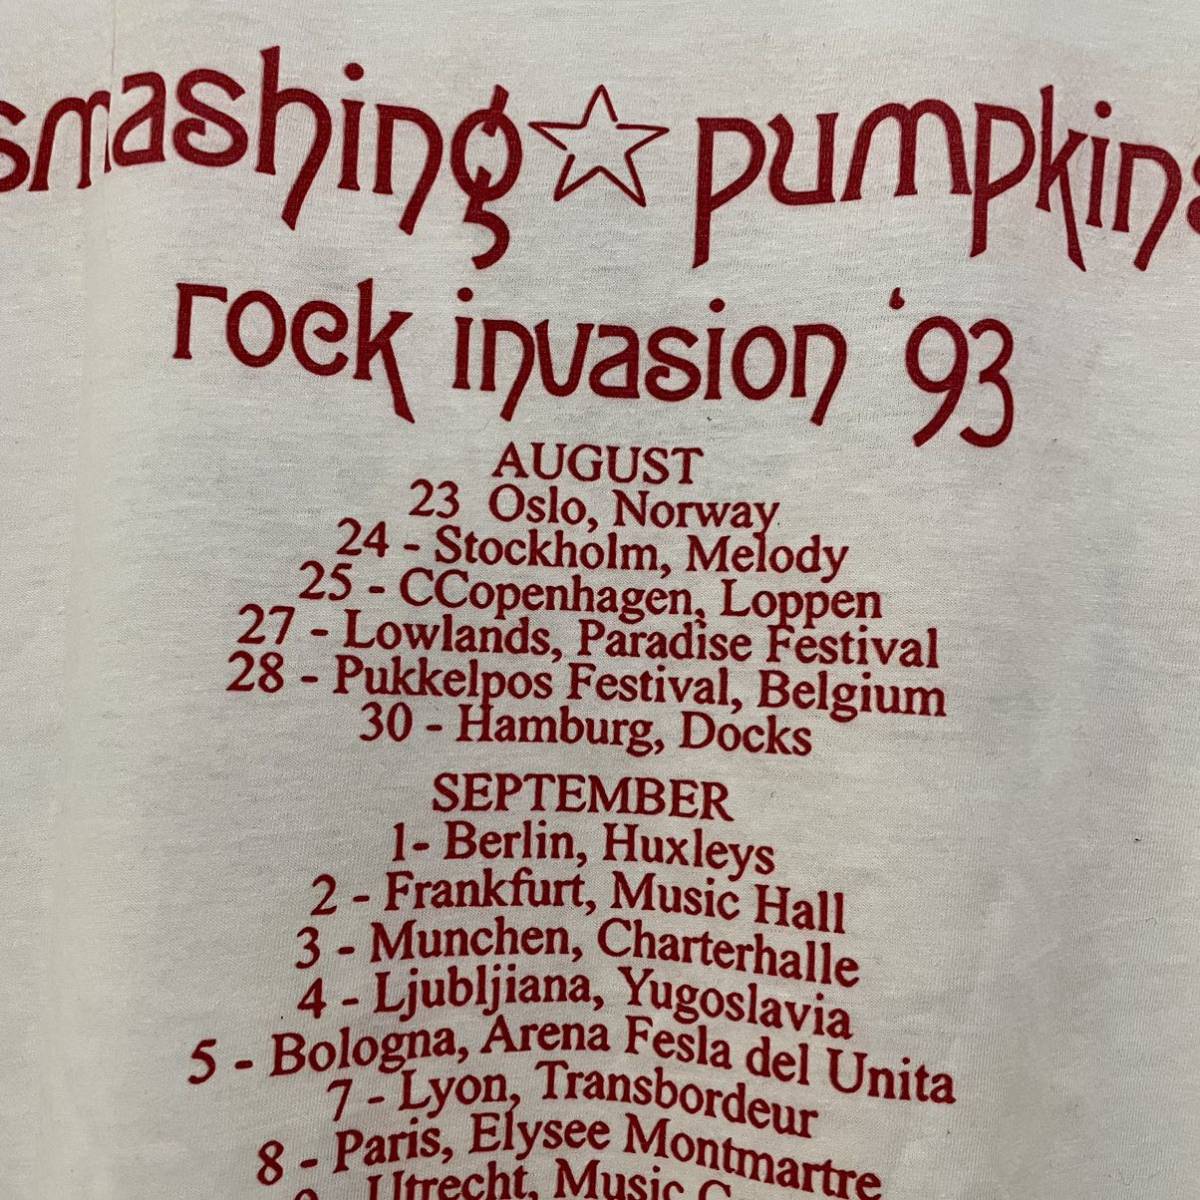 smashing☆pumpkins
rock invasion '93
AUGUST
23 Oslo, Norway
24 - Stockholm, Melody
25 - CCopenhagen, Loppen
27 - Lowlands, Paradise Festival
28 - Pukkelpos Festival, Belgium
30 - Hamburg, Docks
SEPTEMBER
1- Berlin, Huxleys
2 - Frankfurt, Music Hall
3 - Munchen, Charterhalle
4 - Ljubljiana, Yugoslavia
5 - Bologna, Arena Fesla del Unita
7 - Lyon, Transbordeur
8 - Paris, Elysee Montmartre
Utrecht, Music